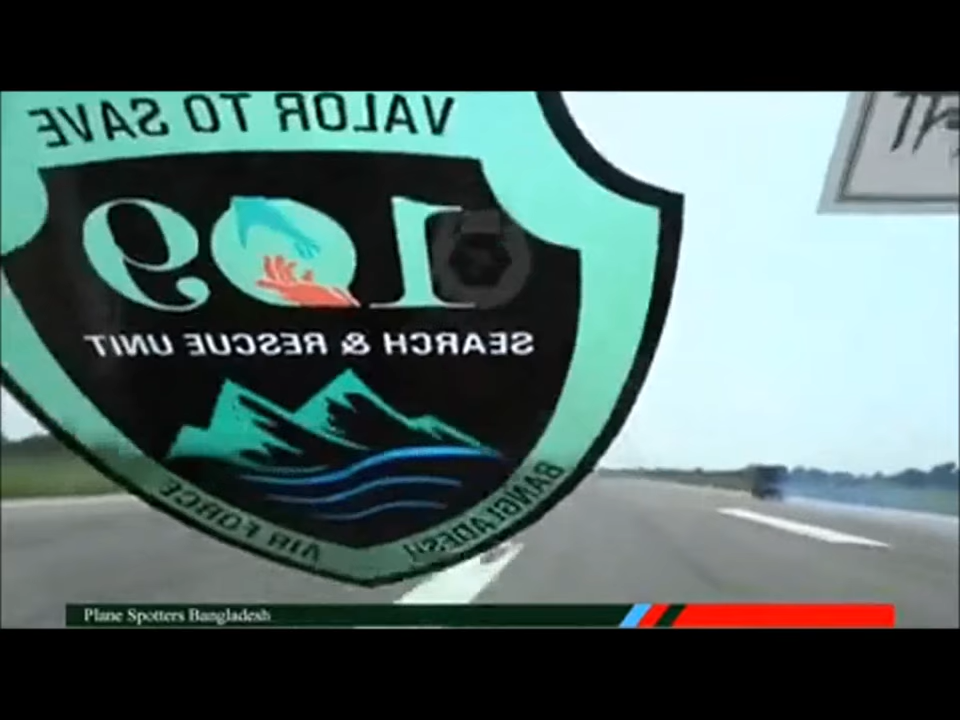 VALOR TO SAVE
109
SEARCH & RESCUE UNIT
BANGLADESH AIR FORCE
Plane Spotters Bangladesh